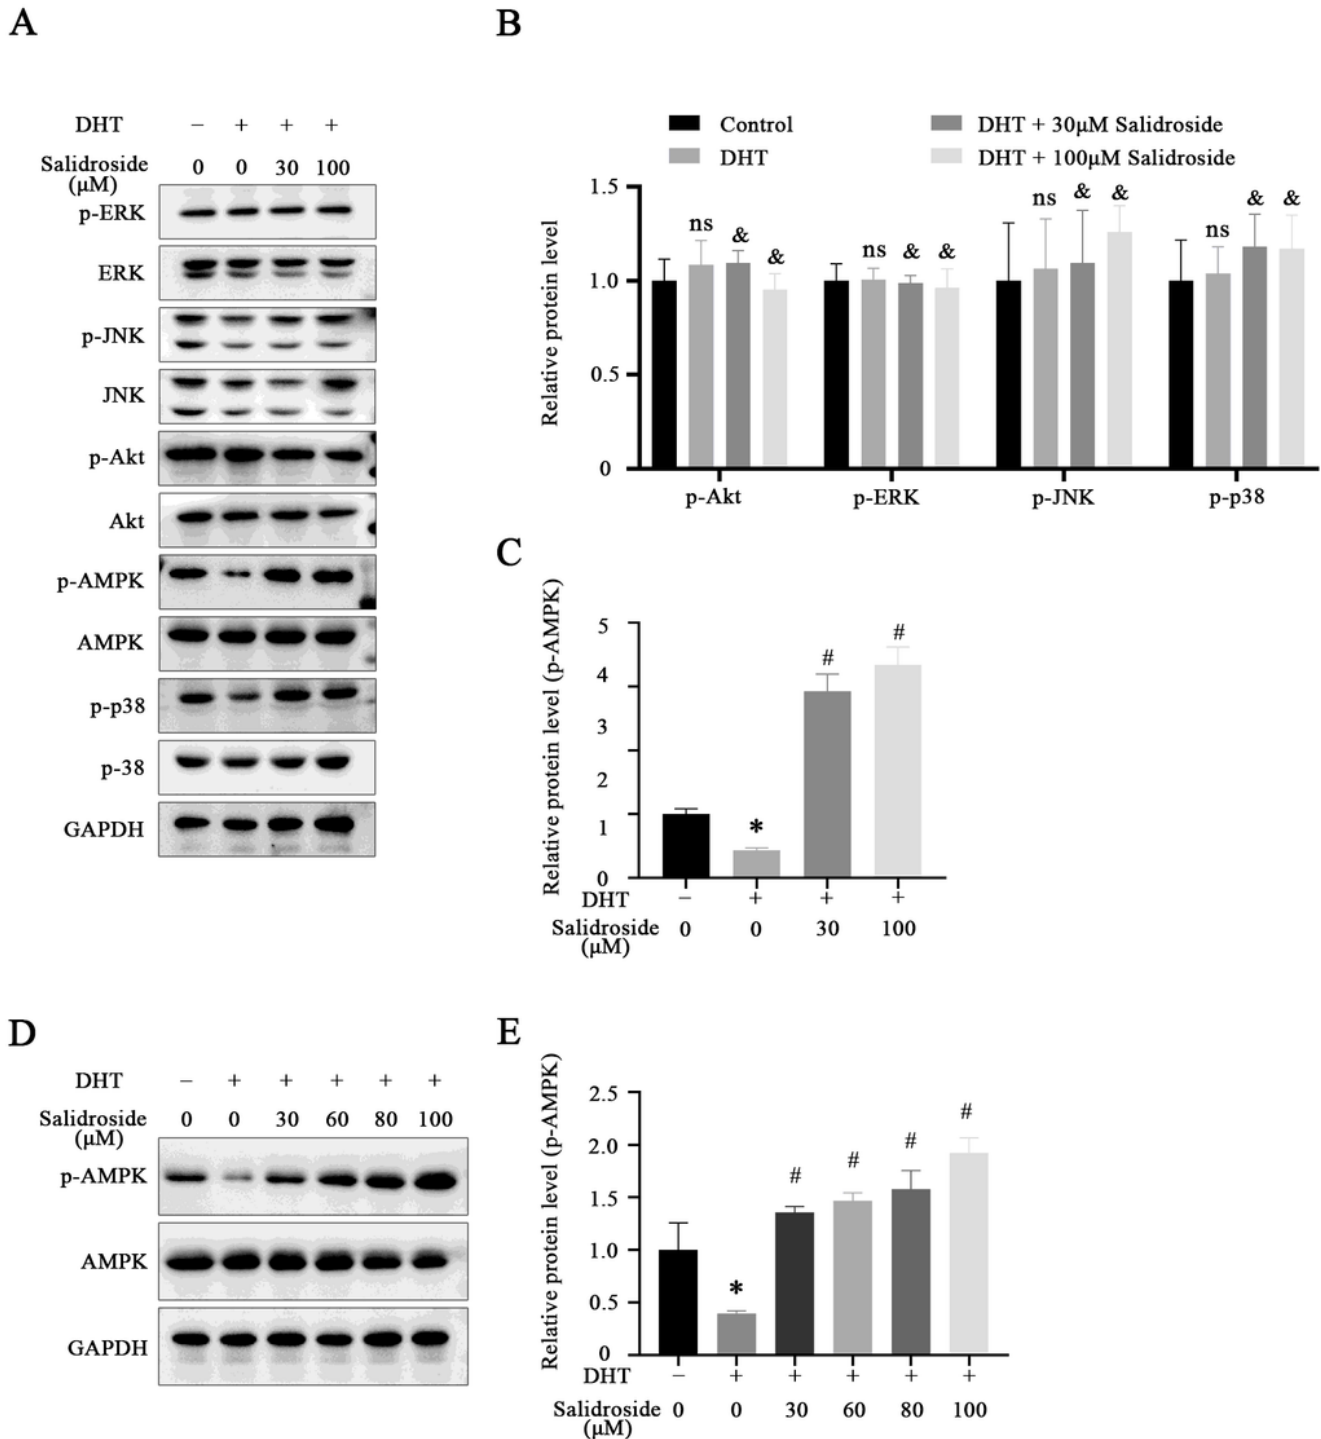 A
DHT − + + +
Salidroside (μM) 0 0 30 100
p-ERK
ERK
p-JNK
JNK
p-Akt
Akt
p-AMPK
AMPK
p-p38
p-38
GAPDH
B
Control
DHT
DHT + 30μM Salidroside
DHT + 100μM Salidroside
Relative protein level
1.5
1.0
0.5
0
ns & &
ns & &
ns & &
ns & &
p-Akt p-ERK p-JNK p-p38
C
Relative protein level (p-AMPK)
5
4
3
2
1
0
* # #
DHT − + + +
Salidroside (μM) 0 0 30 100
D
DHT − + + + + +
Salidroside (μM) 0 0 30 60 80 100
p-AMPK
AMPK
GAPDH
E
Relative protein level (p-AMPK)
2.5
2.0
1.5
1.0
0.5
0
* # # # #
DHT − + + + + +
Salidroside (μM) 0 0 30 60 80 100